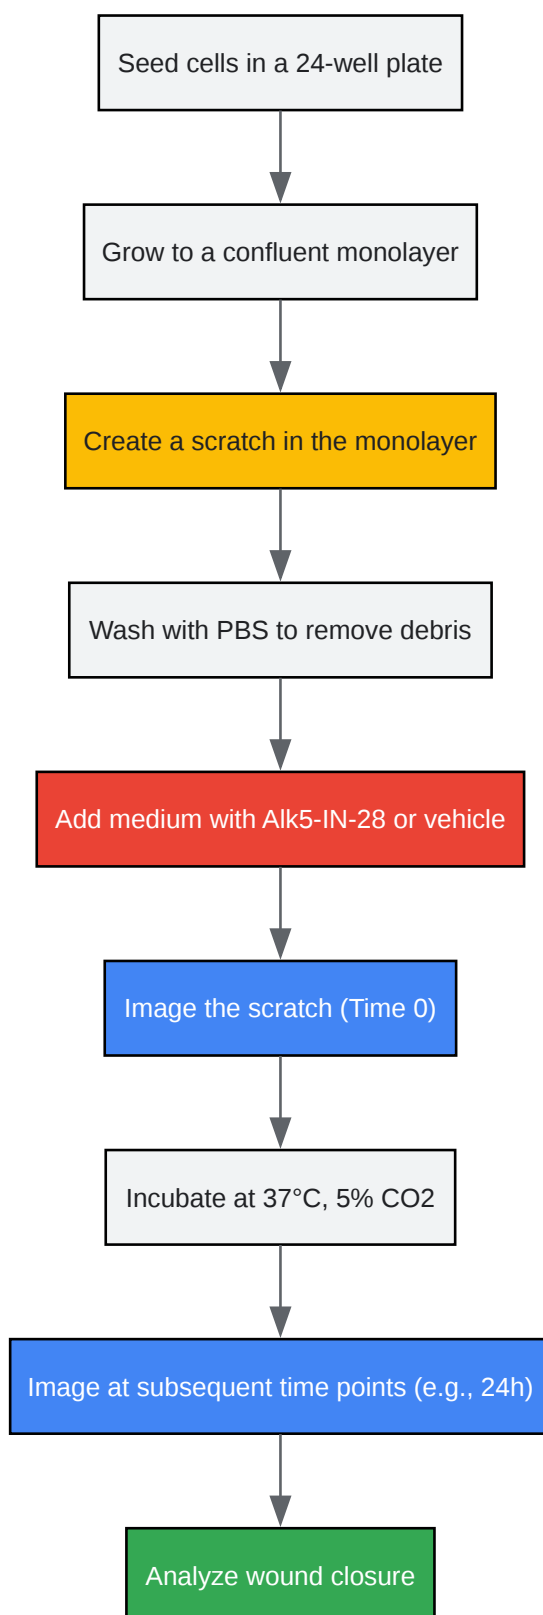 Seed cells in a 24-well plate
Grow to a confluent monolayer
Create a scratch in the monolayer
Wash with PBS to remove debris
Add medium with Alk5-IN-28 or vehicle
Image the scratch (Time 0)
Incubate at 37°C, 5% CO2
Image at subsequent time points (e.g., 24h)
Analyze wound closure